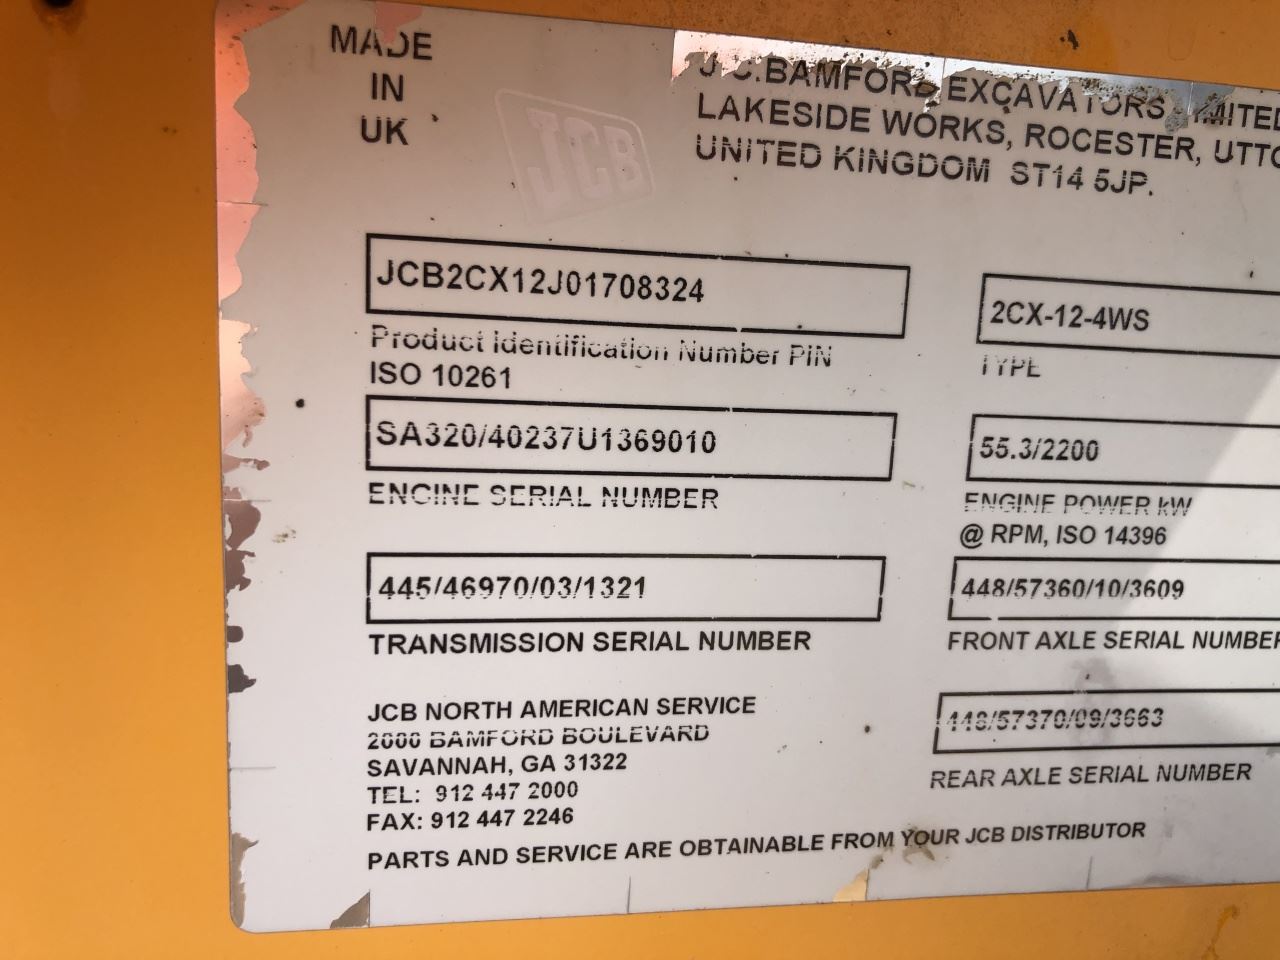 MADE
IN
UK
JCB
J.C.BAMFORD EXCAVATORS LIMITED
LAKESIDE WORKS, ROCESTER, UTTO
UNITED KINGDOM ST14 5JP.
JCB2CX12J01708324
Product Identification Number PIN
ISO 10261
2CX-12-4WS
TYPE
SA320/40237U1369010
ENGINE SERIAL NUMBER
55.3/2200
ENGINE POWER kW
@ RPM, ISO 14396
445/46970/03/1321
TRANSMISSION SERIAL NUMBER
448/57360/10/3609
FRONT AXLE SERIAL NUMBER
448/57370/09/3663
REAR AXLE SERIAL NUMBER
JCB NORTH AMERICAN SERVICE
2000 BAMFORD BOULEVARD
SAVANNAH, GA 31322
TEL: 912 447 2000
FAX: 912 447 2246
PARTS AND SERVICE ARE OBTAINABLE FROM YOUR JCB DISTRIBUTOR